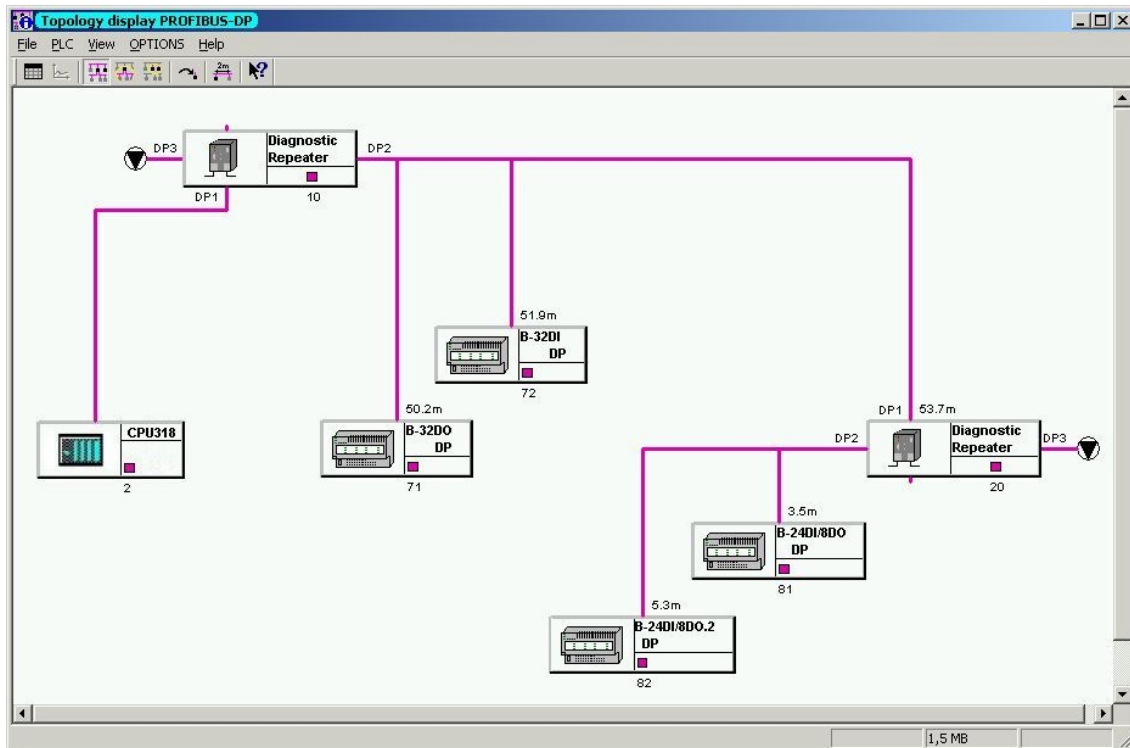 Topology display PROFIBUS-DP
File PLC View OPTIONS Help
2m
DP3
Diagnostic
Repeater
DP2
DP1
10
51.9m
B-32DI
DP
72
CPU318
2
50.2m
B-32DO
DP
71
DP1 53.7m
DP2
Diagnostic
Repeater
DP3
20
3.5m
B-24DI/8DO
DP
81
5.3m
B-24DI/8DO.2
DP
82
1,5 MB